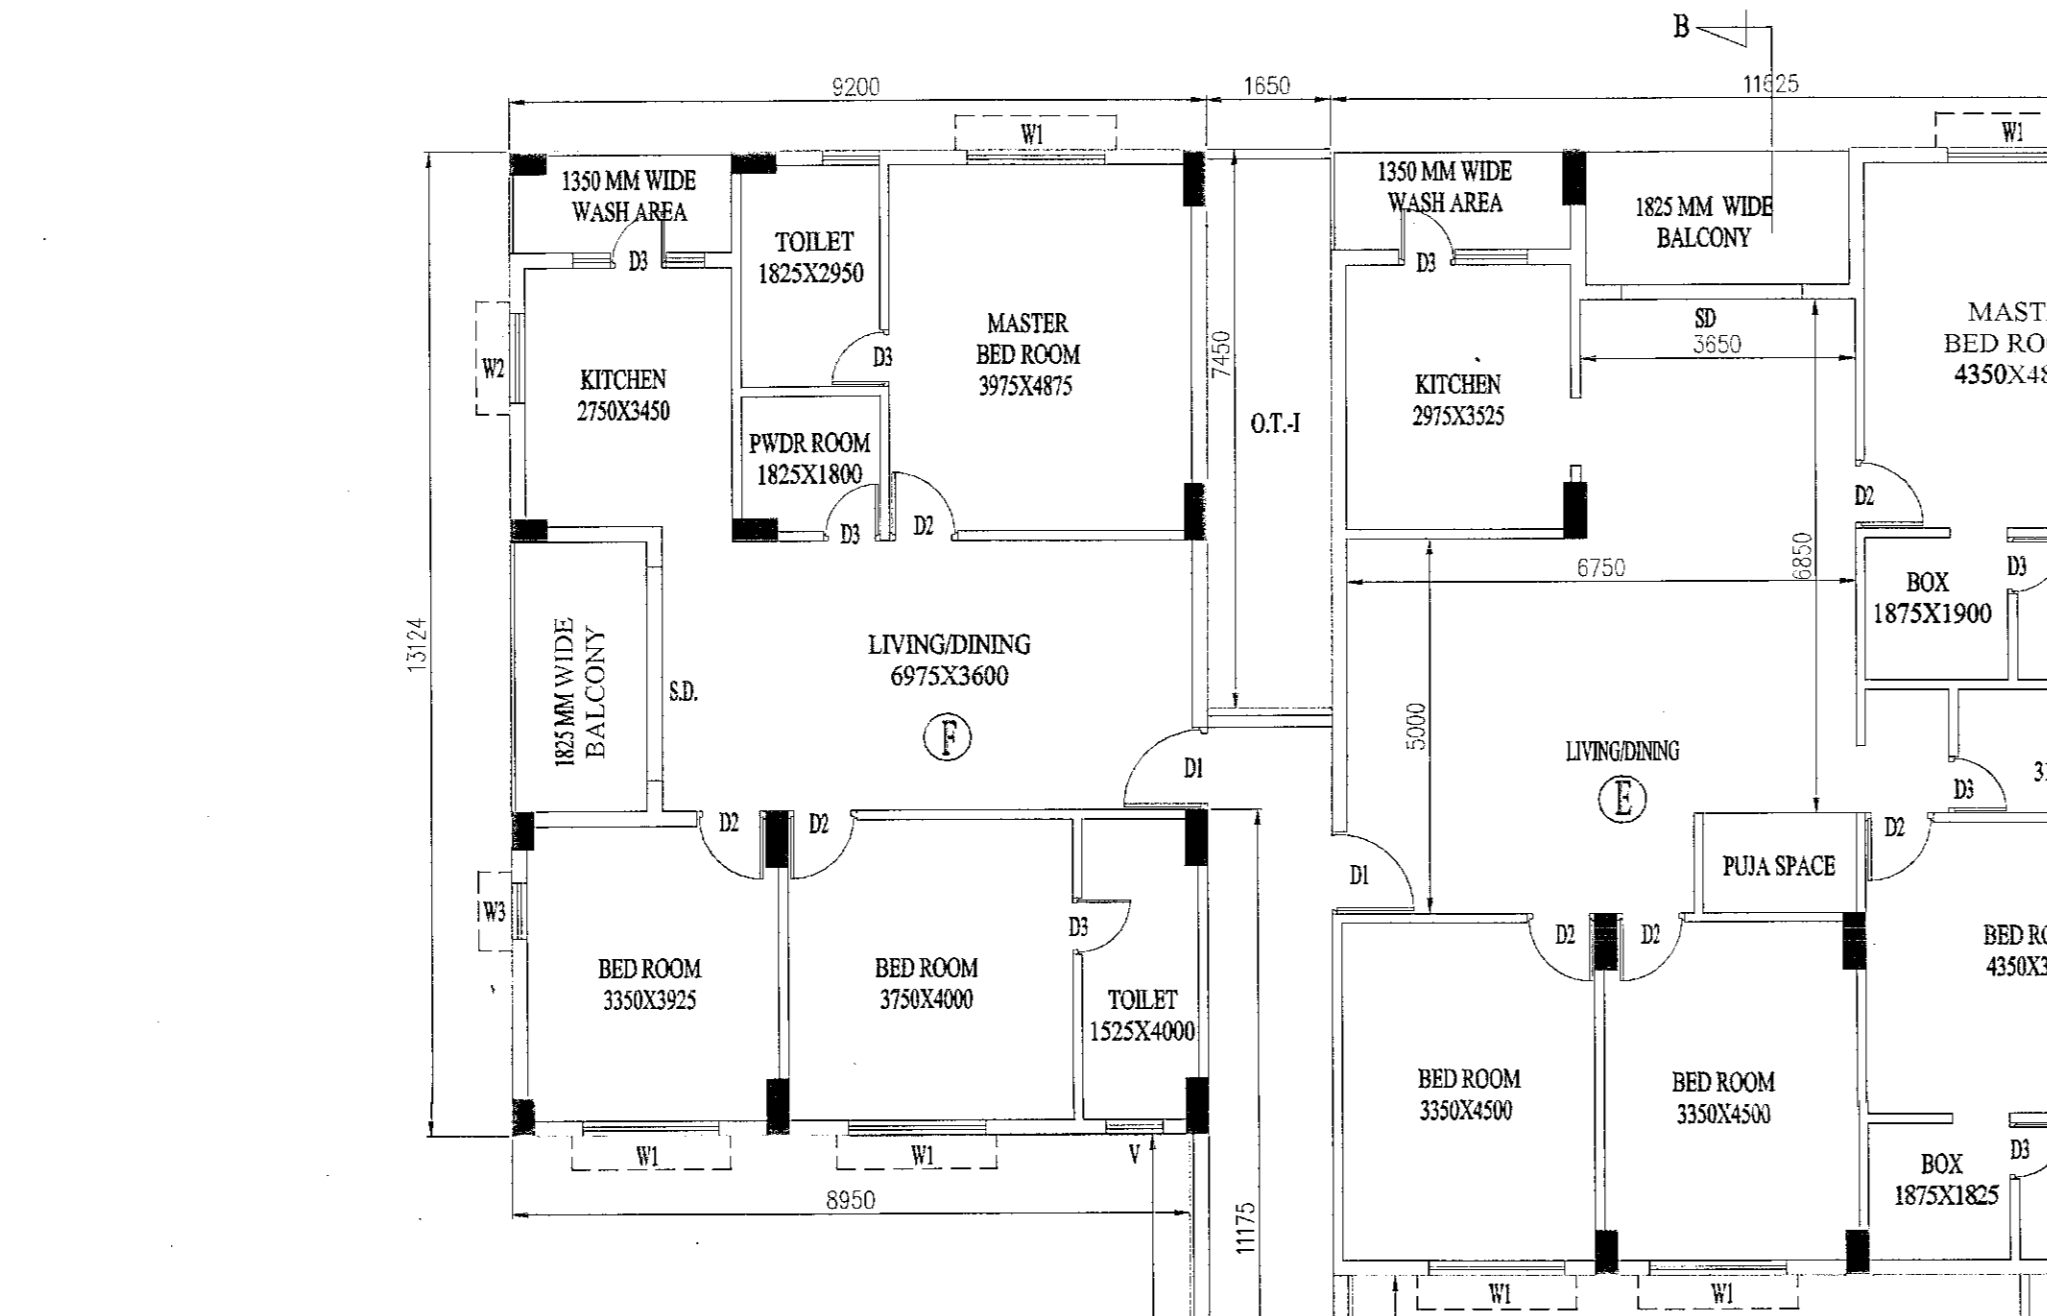 B
9200
1650
11625
W1
W1
1350 MM WIDE
WASH AREA
D3
TOILET
1825X2950
D3
MASTER
BED ROOM
3975X4875
W2
KITCHEN
2750X3450
PWDR ROOM
1825X1800
D3
D2
7450
O.T.-I
1350 MM WIDE
WASH AREA
D3
1825 MM WIDE
BALCONY
SD
3650
KITCHEN
2975X3525
BED RO
D2
6850
6750
BOX
1875X1900
D3
13124
1825 MM WIDE
BALCONY
S.D.
LIVING/DINING
6975X3600
F
D1
5000
LIVING/DINING
E
D3
D2
D2
D2
PUJA SPACE
D1
W3
BED ROOM
3350X3925
BED ROOM
3750X4000
D3
TOILET
1525X4000
D2
D2
BED ROOM
3350X4500
BED ROOM
3350X4500
W1
W1
V
8950
11175
BOX
1875X1825
D3
W1
W1